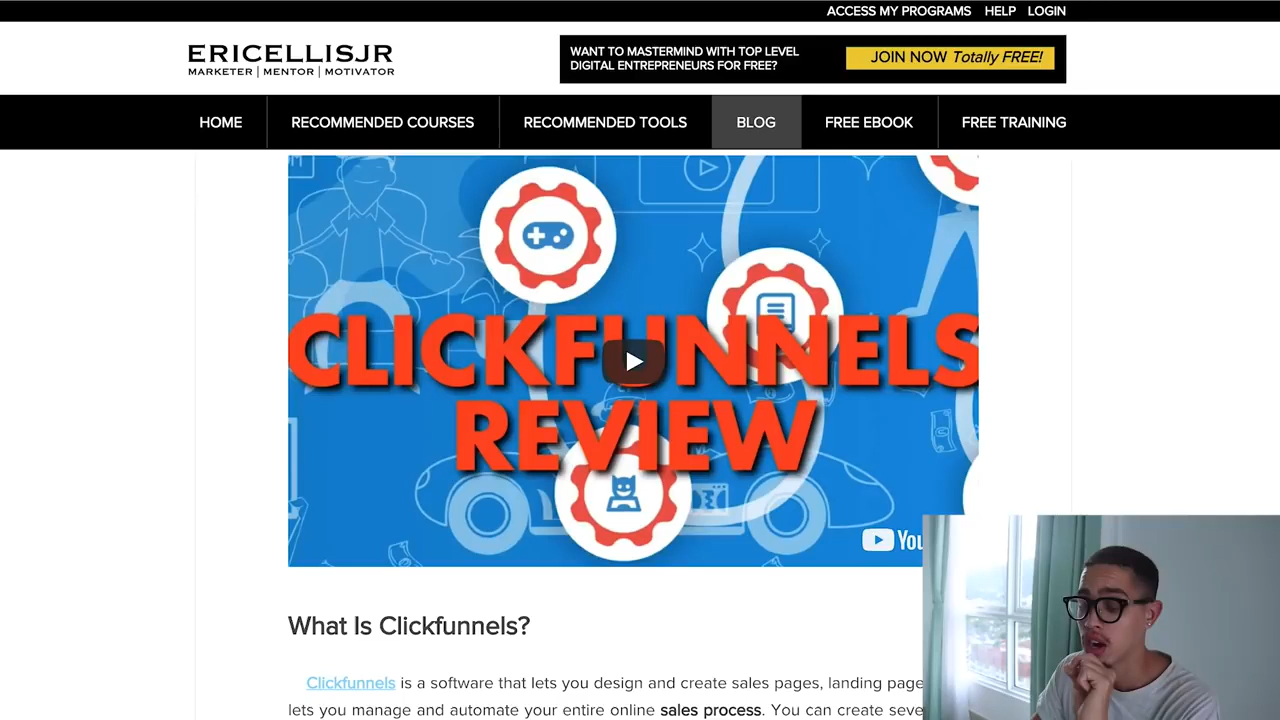 ACCESS MY PROGRAMS HELP LOGIN
ERICELLISJR
MARKETER | MENTOR | MOTIVATOR
WANT TO MASTERMIND WITH TOP LEVEL
DIGITAL ENTREPRENEURS FOR FREE?
JOIN NOW Totally FREE!
HOME RECOMMENDED COURSES RECOMMENDED TOOLS BLOG FREE EBOOK FREE TRAINING
CLICKFUNNELS
REVIEW
You
What Is Clickfunnels?
Clickfunnels is a software that lets you design and create sales pages, landing page
lets you manage and automate your entire online sales process. You can create seve